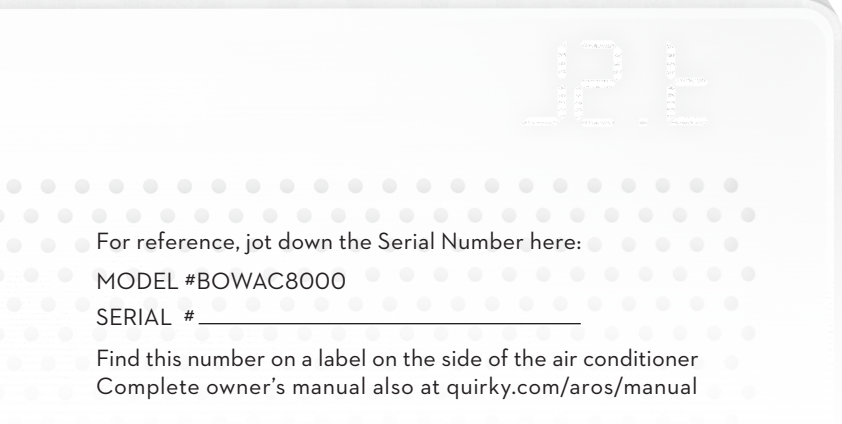 For reference, jot down the Serial Number here:
MODEL #BOWAC8000
SERIAL #
Find this number on a label on the side of the air conditioner
Complete owner's manual also at quirky.com/aros/manual